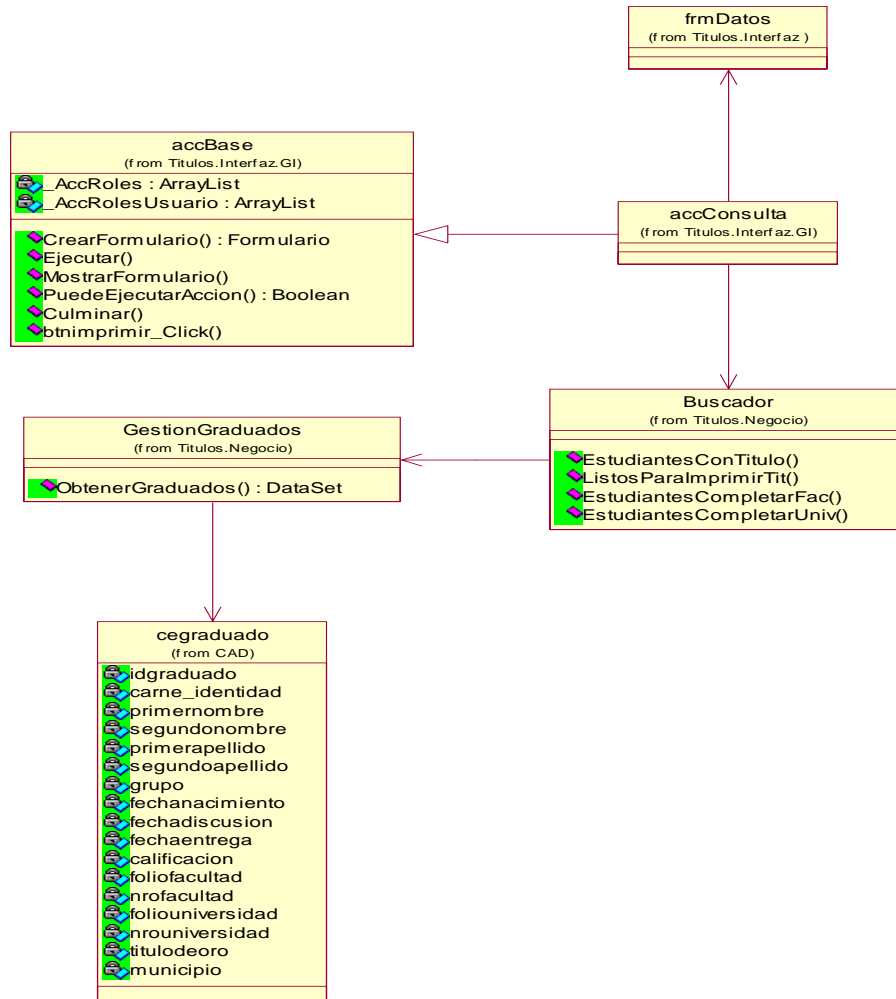 frmDatos
(from Titulos.Interfaz )
accBase
(from Titulos.Interfaz.GI)
_AccRoles : ArrayList
_AccRolesUsuario : ArrayList
CrearFormulario() : Formulario
Ejecutar()
MostrarFormulario()
PuedeEjecutarAccion() : Boolean
Culminar()
btnimprimir_Click()
accConsulta
(from Titulos.Interfaz.GI)
Buscador
(from Titulos.Negocio)
EstudiantesConTitulo()
ListosParaImprimirTit()
EstudiantesCompletarFac()
EstudiantesCompletarUniv()
GestionGraduados
(from Titulos.Negocio)
ObtenerGraduados() : DataSet
cegraduado
(from CAD)
idgraduado
carne_identidad
primernombre
segundonombre
primerapellido
segundoapellido
grupo
fechanacimiento
fechadiscusion
fechaentrega
calificacion
foliofacultad
nrofacultad
foliouniversidad
nrouniversidad
titulodeoro
municipio